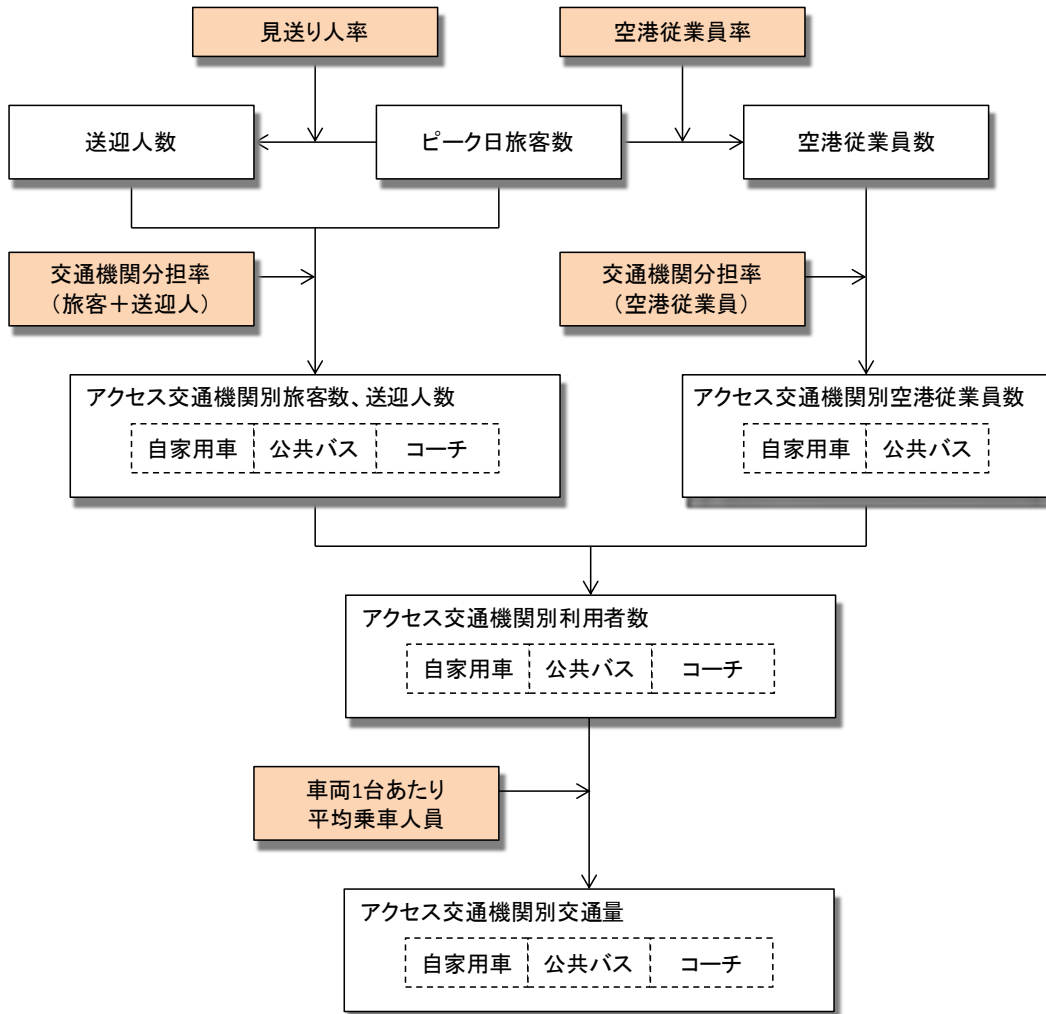 見送り人率
空港従業員率
送迎人数
ピーク日旅客数
空港従業員数
交通機関分担率
（旅客＋送迎人）
交通機関分担率
（空港従業員）
アクセス交通機関別旅客数、送迎人数
自家用車 公共バス コーチ
アクセス交通機関別空港従業員数
自家用車 公共バス
アクセス交通機関別利用者数
自家用車 公共バス コーチ
車両1台あたり
平均乗車人員
アクセス交通機関別交通量
自家用車 公共バス コーチ